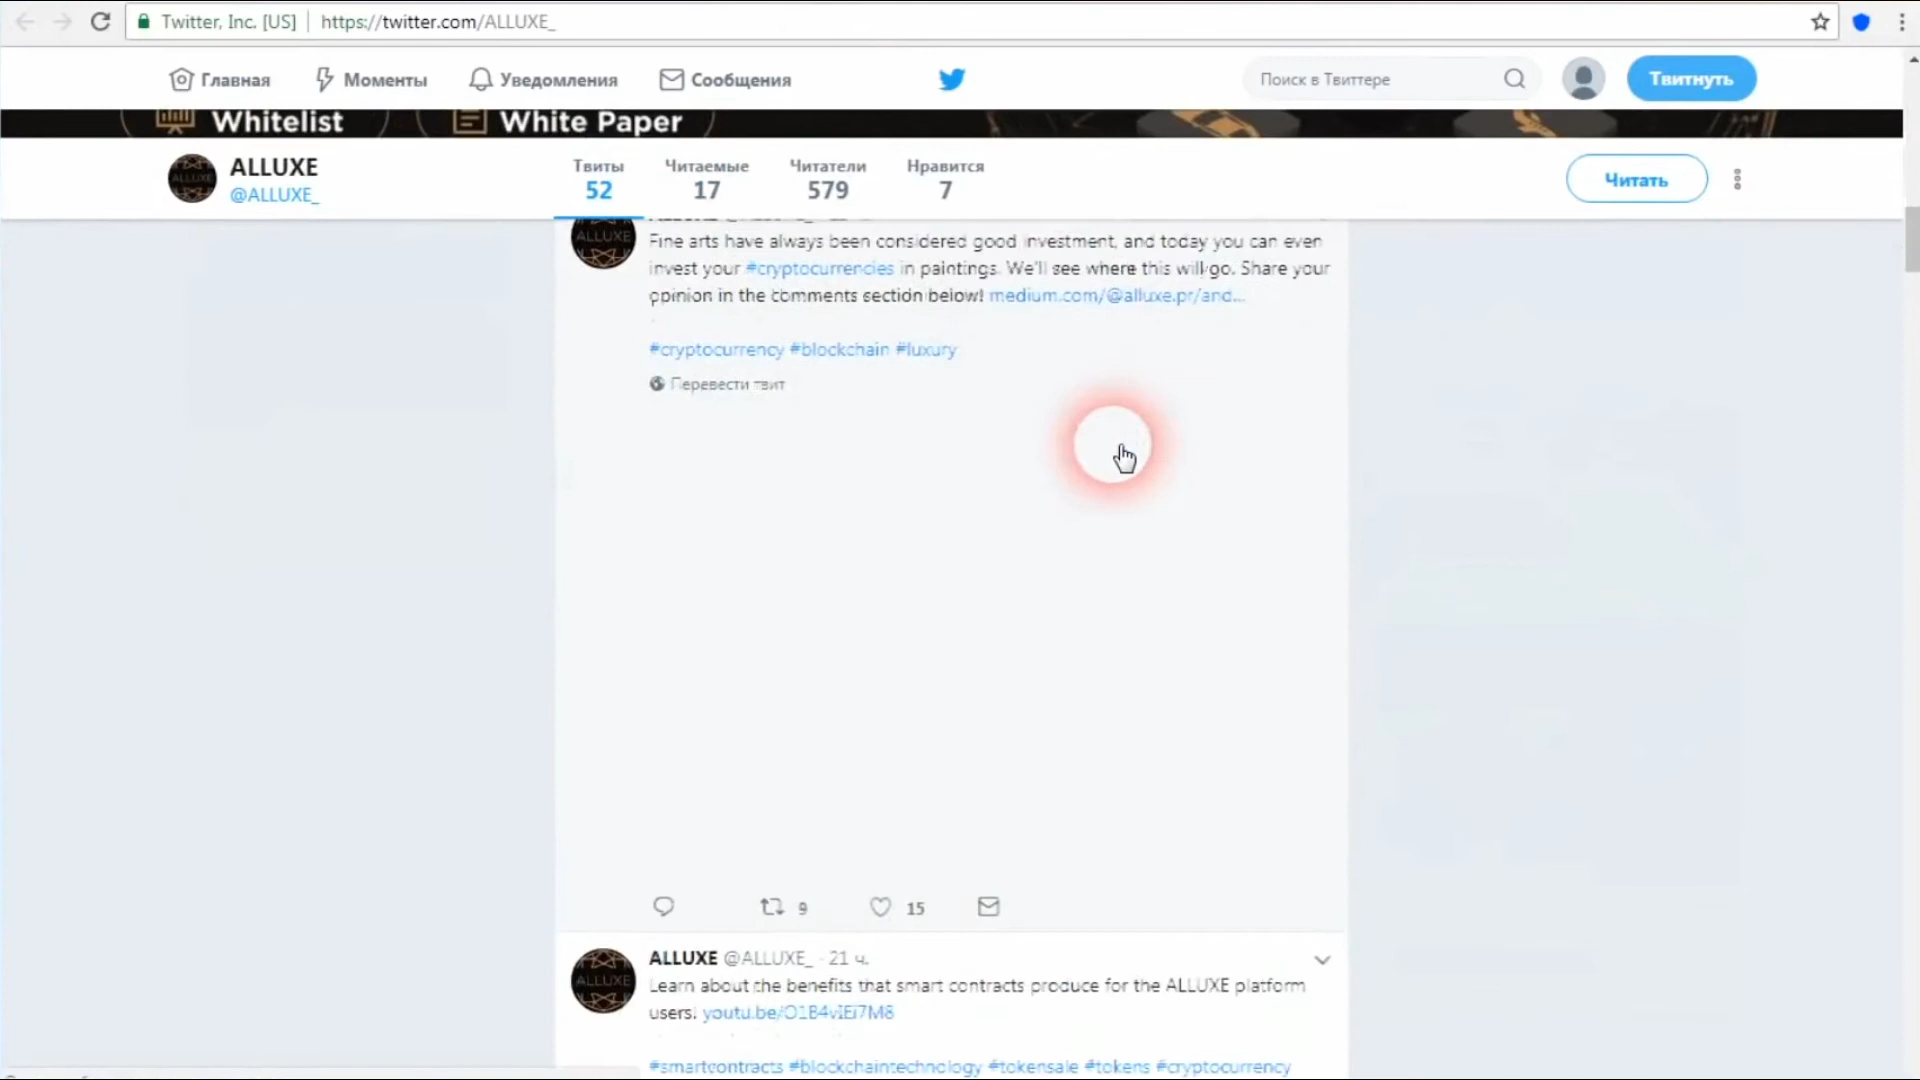 Twitter, Inc. [US] https://twitter.com/ALLUXE_
Главная Моменты Уведомления Сообщения Поиск в Твиттере Твитнуть
Whitelist White Paper
ALLUXE
@ALLUXE_
Твиты Читаемые Читатели Нравится
52 17 579 7
Читать
ALLUXE
Fine arts have always been considered good investment, and today you can even
invest your #cryptocurrencies in paintings. We'll see where this will go. Share your
opinion in the comments section below! medium.com/@alluxe.pr/and...
#cryptocurrency #blockchain #luxury
Перевести твит
9 15
ALLUXE @ALLUXE_ · 21 ч.
ALLUXE
Learn about the benefits that smart contracts produce for the ALLUXE platform
users: youtu.be/O1B4vIEi7M8
#smartcontracts #blockchaintechnology #tokensale #tokens #cryptocurrency